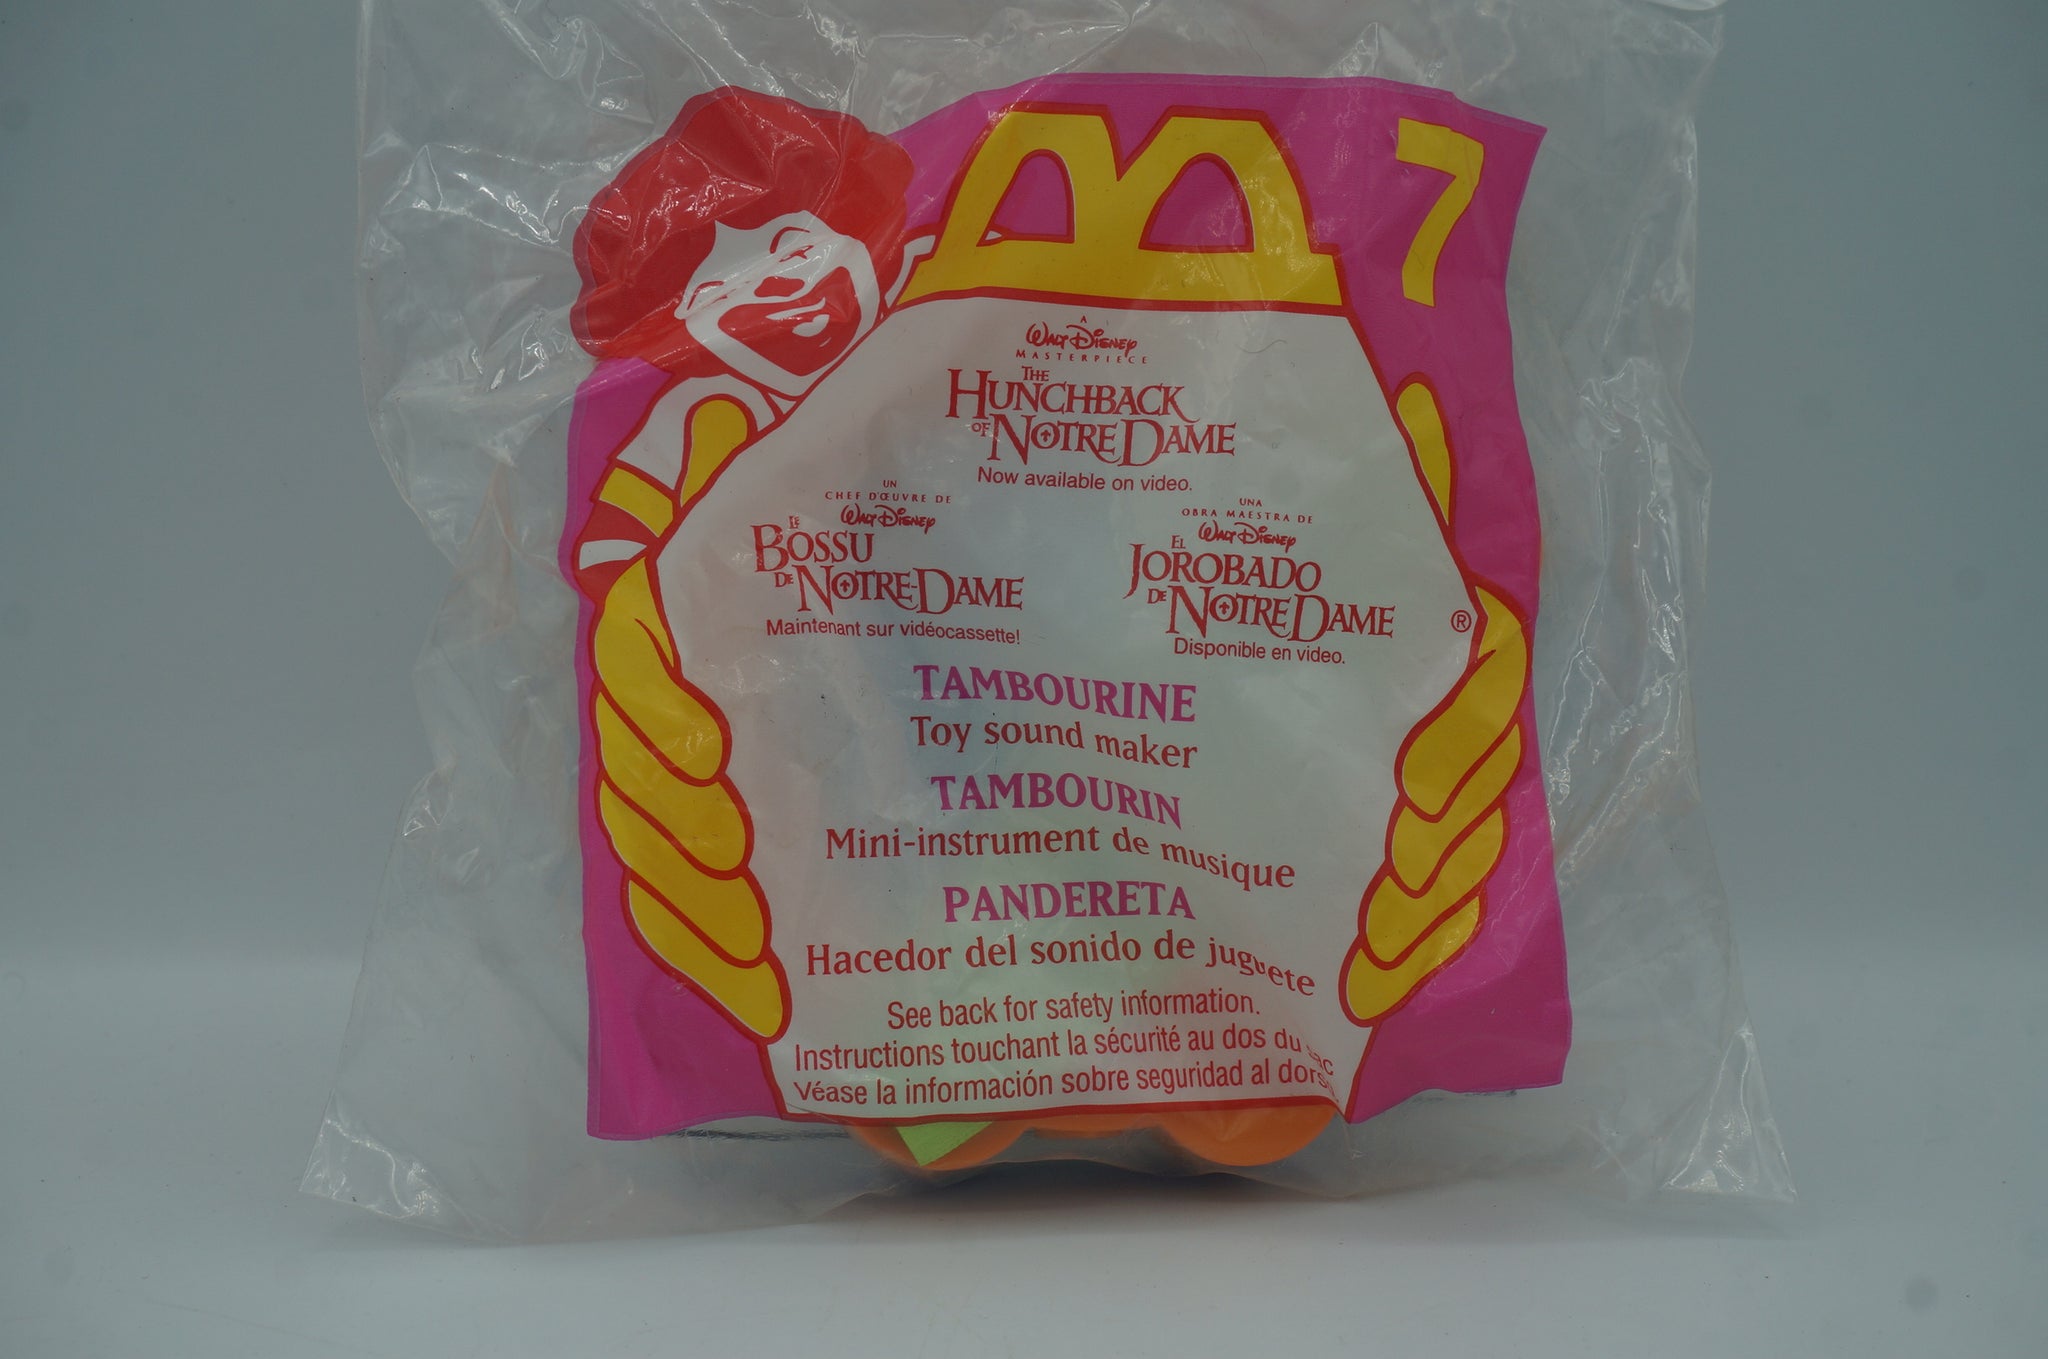 7
A
WALT DISNEY
MASTERPIECE
THE
HUNCHBACK
OF NOTRE DAME
Now available on video.
UN
CHEF D'ŒUVRE DE
WALT DISNEY
LE
BOSSU
DE NOTRE-DAME
Maintenant sur vidéocassette!
UNA
OBRA MAESTRA DE
WALT DISNEY
EL
JOROBADO
DE NOTRE DAME
®
Disponible en video.
TAMBOURINE
Toy sound maker
TAMBOURIN
Mini-instrument de musique
PANDERETA
Hacedor del sonido de juguete
See back for safety information.
Instructions touchant la sécurité au dos du sac
Véase la información sobre seguridad al dorso